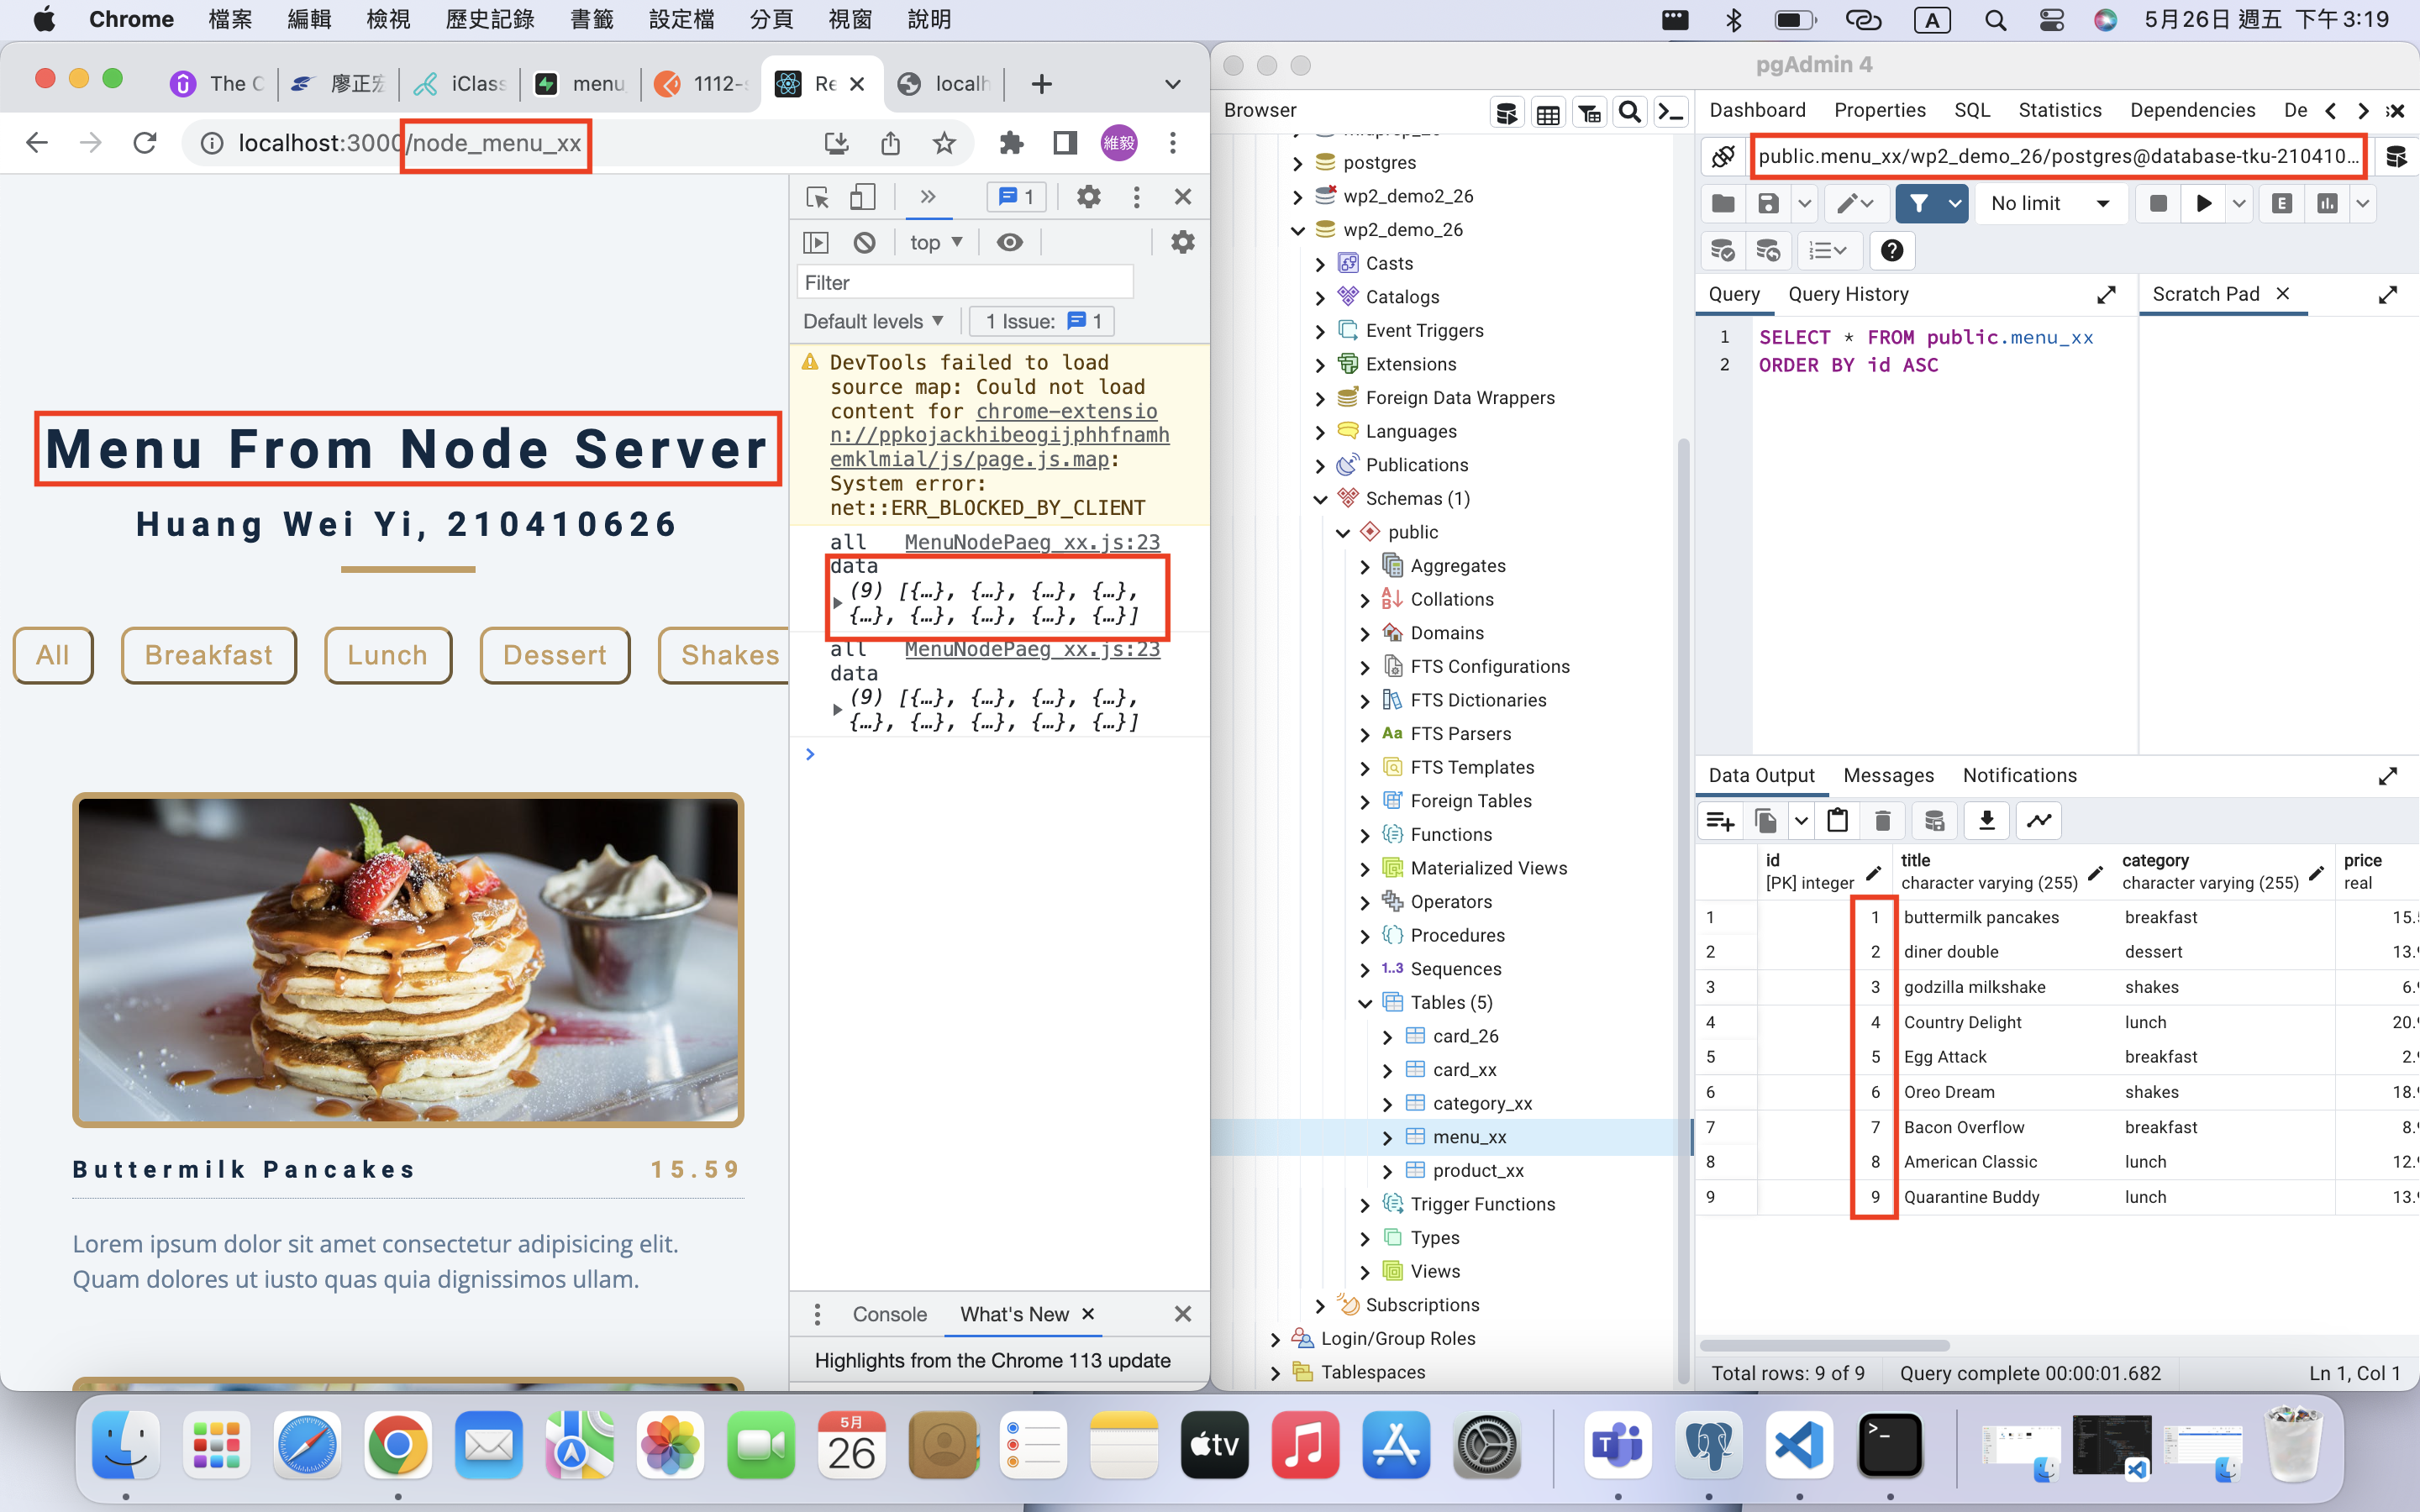 Chrome 檔案 編輯 檢視 歷史記錄 書籤 設定檔 分頁 視窗 說明
A 5月26日 週五 下午3:19
The C 廖正宏 iClass menu 1112- Re localh
localhost:3000/node_menu_xx 維毅
Menu From Node Server
Huang Wei Yi, 210410626
All Breakfast Lunch Dessert Shakes
Buttermilk Pancakes 15.59
Lorem ipsum dolor sit amet consectetur adipisicing elit.
Quam dolores ut iusto quas quia dignissimos ullam.
1
top
Filter
Default levels 1 Issue: 1
DevTools failed to load
source map: Could not load
content for chrome-extensio
n://ppkojackhibeogijphhfnamh
emklmial/js/page.js.map:
System error:
net::ERR_BLOCKED_BY_CLIENT
all MenuNodePaeg_xx.js:23
data
(9) [{…}, {…}, {…}, {…},
{…}, {…}, {…}, {…}, {…}]
all MenuNodePaeg_xx.js:23
data
(9) [{…}, {…}, {…}, {…},
{…}, {…}, {…}, {…}, {…}]
Console What's New
Highlights from the Chrome 113 update
pgAdmin 4
Browser
postgres
wp2_demo2_26
wp2_demo_26
Casts
Catalogs
Event Triggers
Extensions
Foreign Data Wrappers
Languages
Publications
Schemas (1)
public
Aggregates
Collations
Domains
FTS Configurations
FTS Dictionaries
Aa FTS Parsers
FTS Templates
Foreign Tables
Functions
Materialized Views
Operators
Procedures
1..3 Sequences
Tables (5)
card_26
card_xx
category_xx
menu_xx
product_xx
Trigger Functions
Types
Views
Subscriptions
Login/Group Roles
Tablespaces
Dashboard Properties SQL Statistics Dependencies De
public.menu_xx/wp2_demo_26/postgres@database-tku-210410...
No limit E
Query Query History Scratch Pad
1 SELECT * FROM public.menu_xx
2 ORDER BY id ASC
Data Output Messages Notifications
id title category price
[PK] integer character varying (255) character varying (255) real
1 1 buttermilk pancakes breakfast 15.
2 2 diner double dessert 13.
3 3 godzilla milkshake shakes 6.
4 4 Country Delight lunch 20.
5 5 Egg Attack breakfast 2.
6 6 Oreo Dream shakes 18.
7 7 Bacon Overflow breakfast 8.
8 8 American Classic lunch 12.
9 9 Quarantine Buddy lunch 13.
Total rows: 9 of 9 Query complete 00:00:01.682 Ln 1, Col 1
5月
26
tv
T